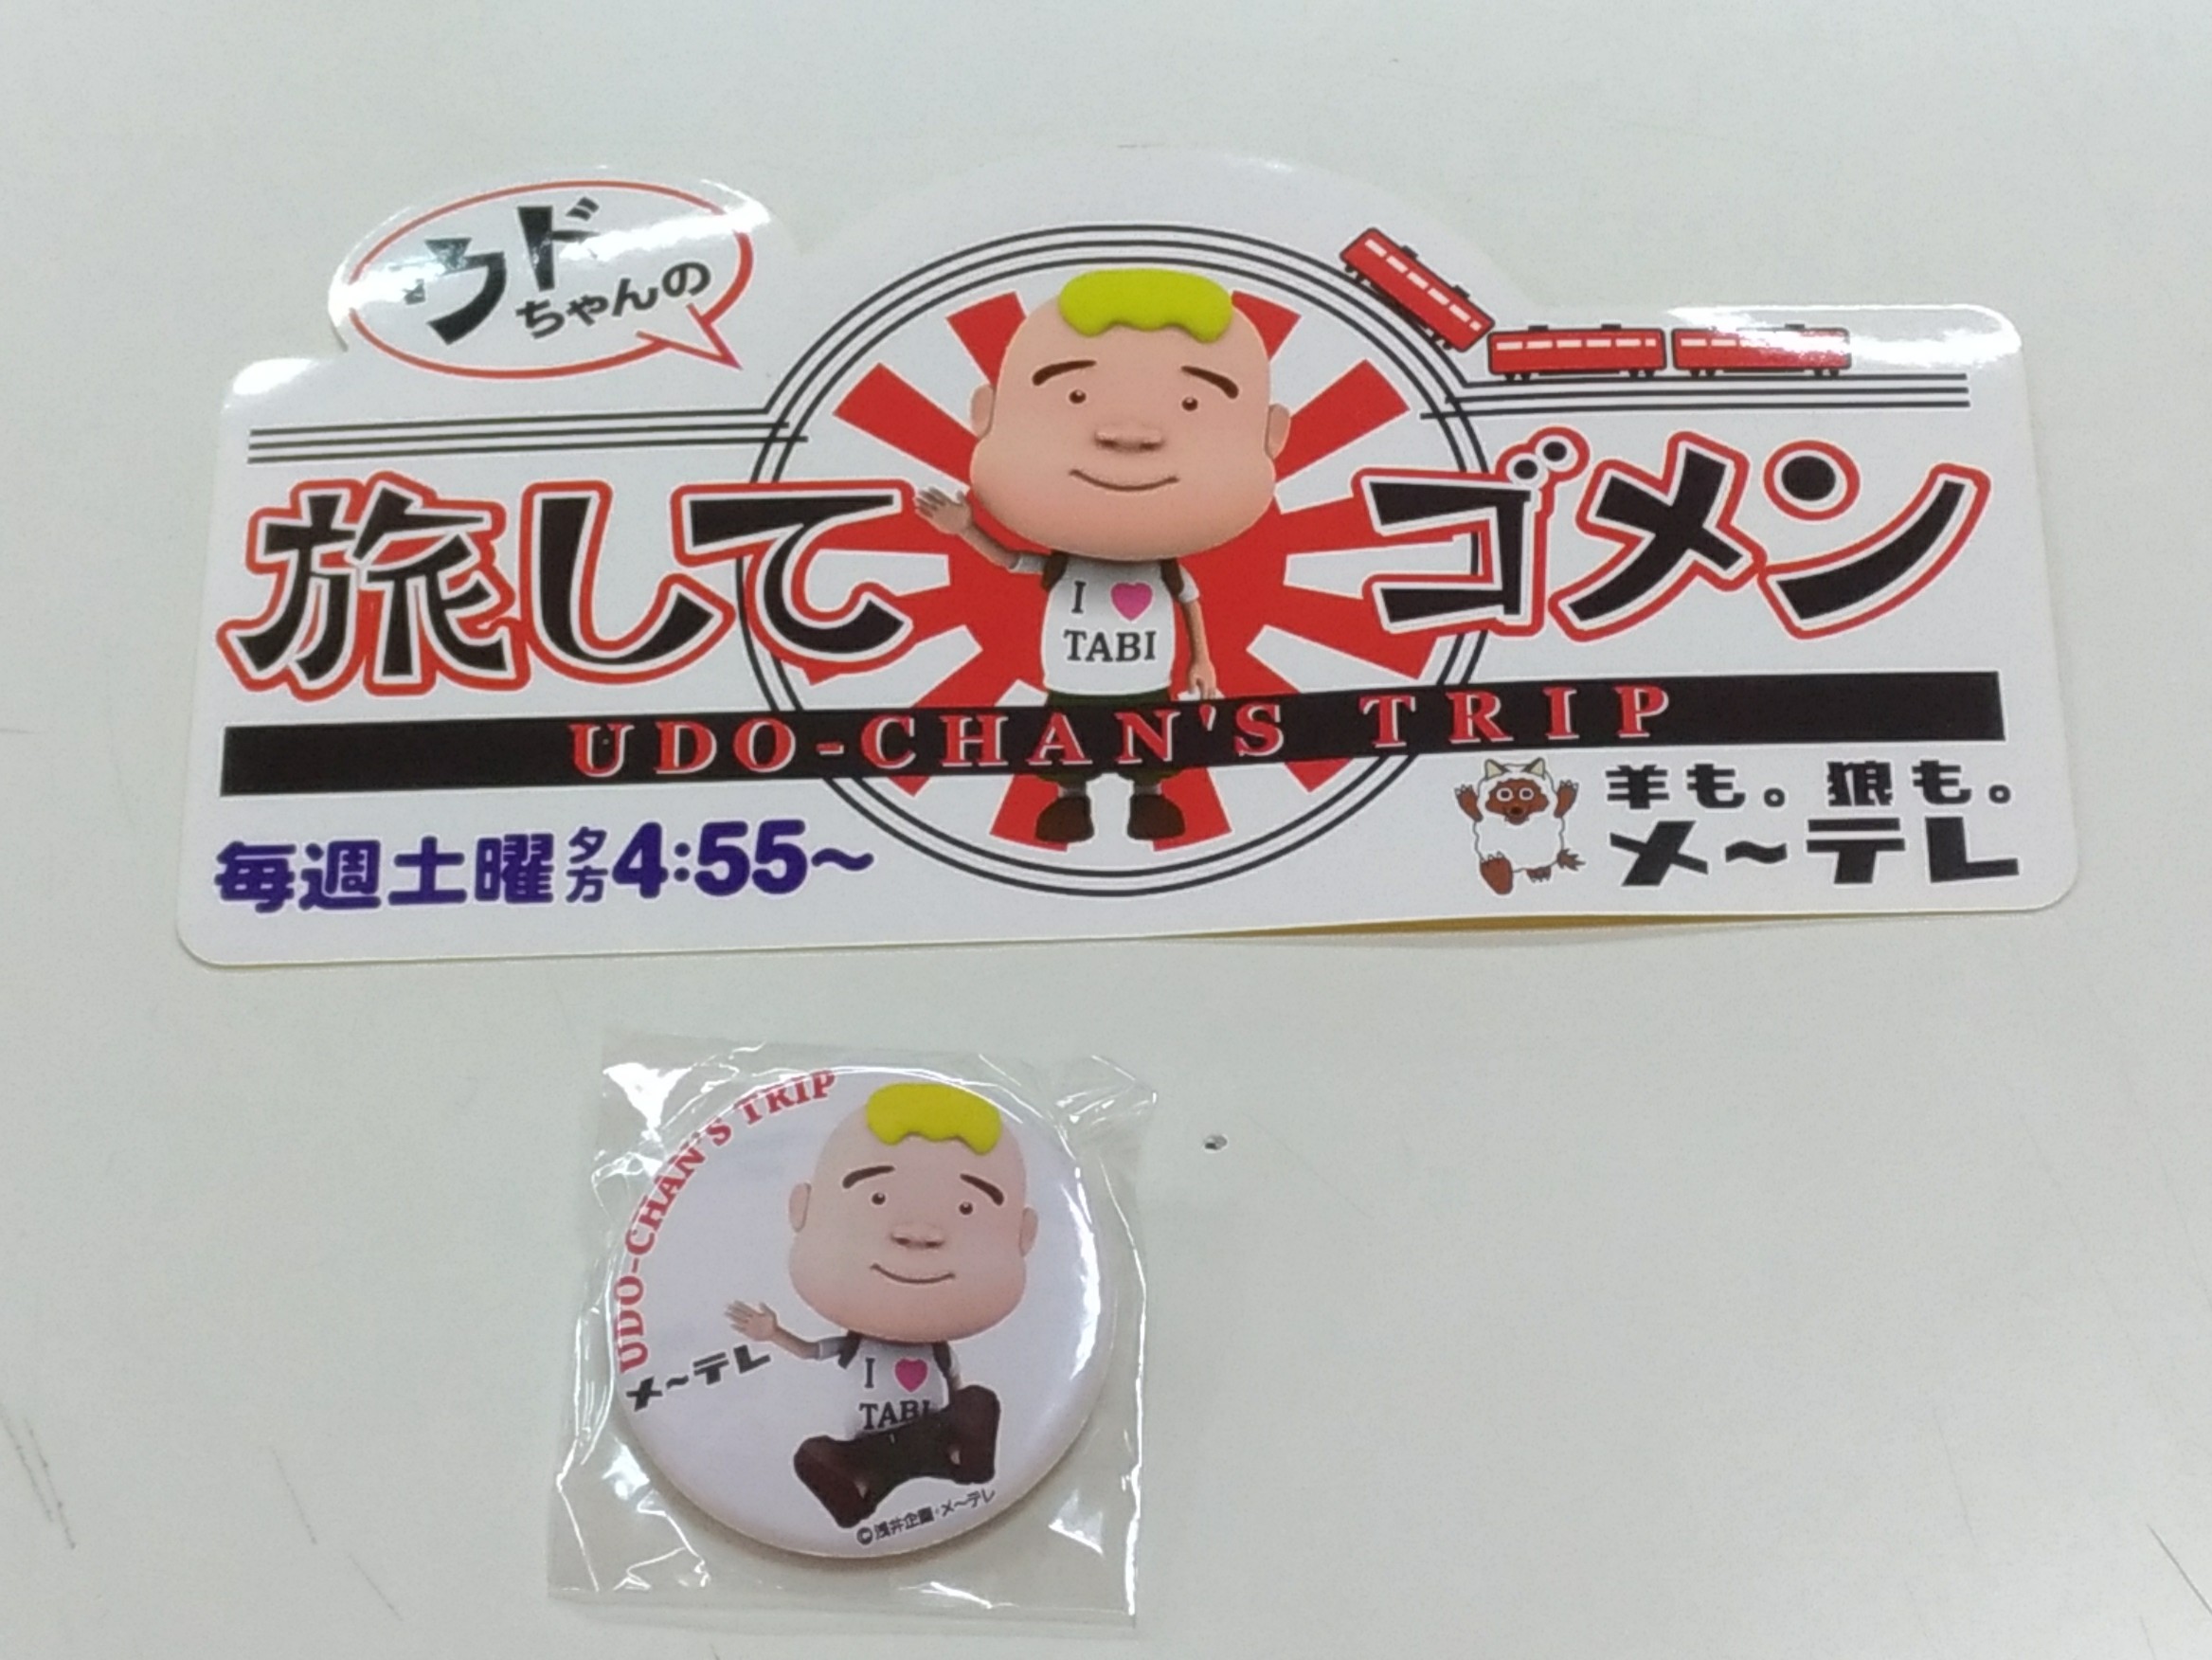 ウドちゃんの
旅してゴメン
I ♥
TABI
UDO-CHAN'S TRIP
毎週土曜夕方4:55～
羊も。狼も。
メ～テレ
UDO-CHAN'S TRIP
メ～テレ
I ♥
TABI
©浅井企画・メ～テレ